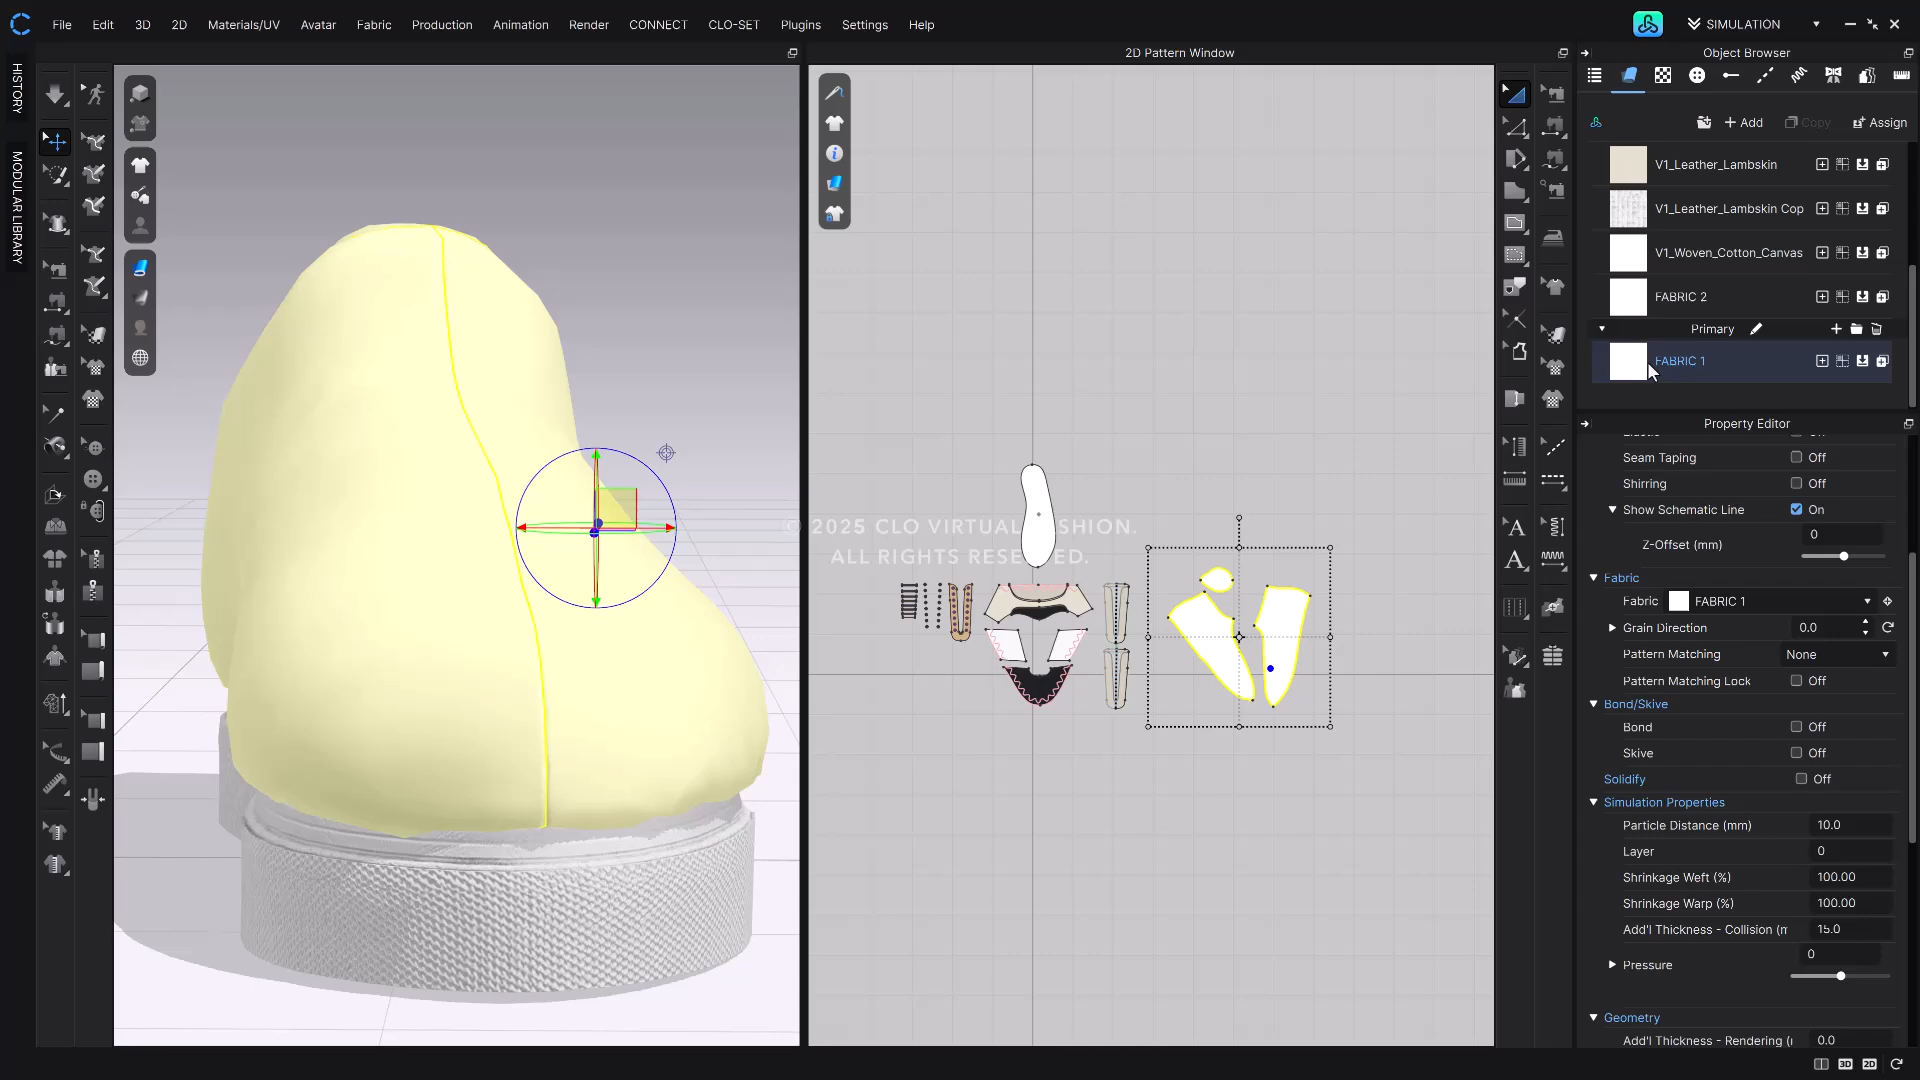 File Edit 3D 2D Materials/UV Avatar Fabric Production Animation Render CONNECT CLO-SET Plugins Settings Help
SIMULATION
2D Pattern Window
Object Browser
HISTORY
MODULAR LIBRARY
Add Copy Assign
V1_Leather_Lambskin
V1_Leather_Lambskin Cop
V1_Woven_Cotton_Canvas
FABRIC 2
Primary
FABRIC 1
Property Editor
Seam Taping Off
Shirring Off
Show Schematic Line On
Z-Offset (mm) 0
Fabric
Fabric FABRIC 1
Grain Direction 0.0
Pattern Matching None
Pattern Matching Lock Off
Bond/Skive
Bond Off
Skive Off
Solidify Off
Simulation Properties
Particle Distance (mm) 10.0
Layer 0
Shrinkage Weft (%) 100.00
Shrinkage Warp (%) 100.00
Add'l Thickness - Collision (m 15.0
Pressure 0
Geometry
Add'l Thickness - Rendering ( 0.0
© 2025 CLO VIRTUAL FASHION.
ALL RIGHTS RESERVED.
A
A
3D 2D